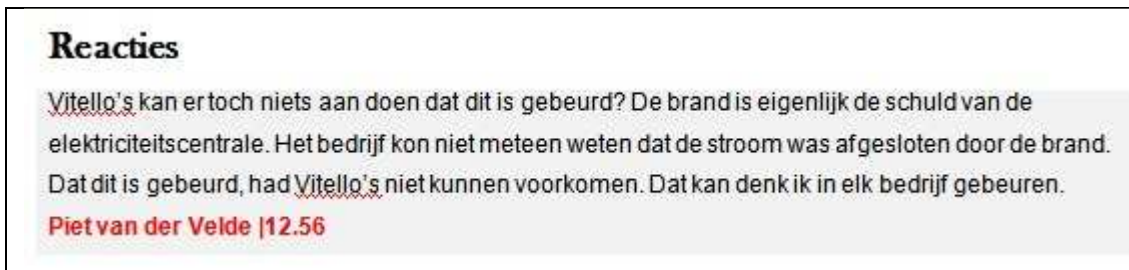 Reacties
Vitello's kan er toch niets aan doen dat dit is gebeurd? De brand is eigenlijk de schuld van de
elektriciteitscentrale. Het bedrijf kon niet meteen weten dat de stroom was afgesloten door de brand.
Dat dit is gebeurd, had Vitello's niet kunnen voorkomen. Dat kan denk ik in elk bedrijf gebeuren.
Piet van der Velde |12.56